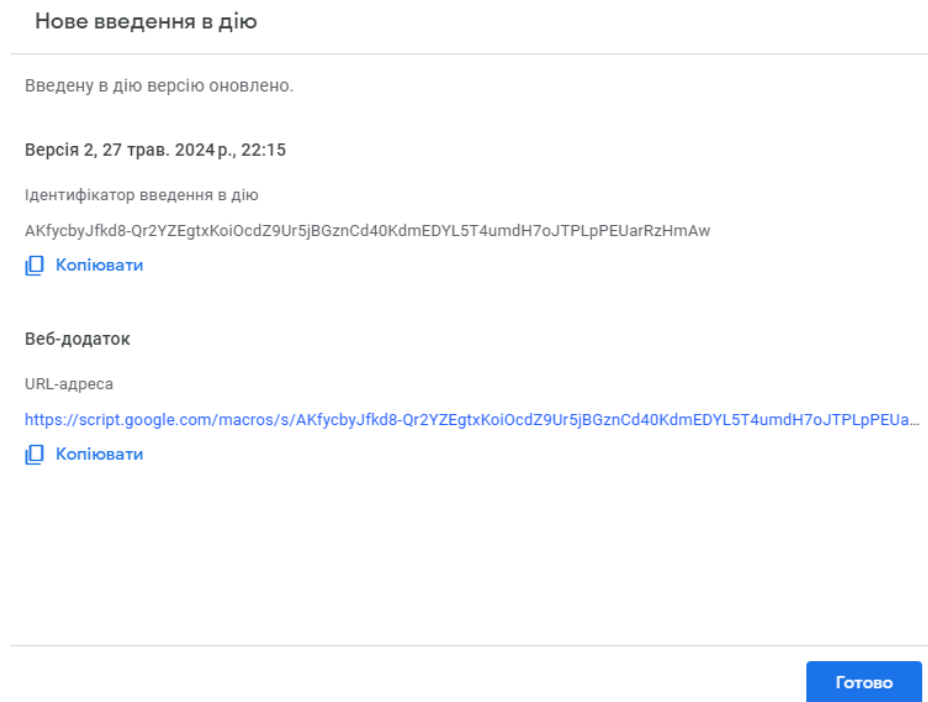 Нове введення в дію
Введену в дію версію оновлено.
Версія 2, 27 трав. 2024 р., 22:15
Ідентифікатор введення в дію
AKfycbyJfkd8-Qr2YZEgtxKoiOcdZ9Ur5jBGznCd40KdmEDYL5T4umdH7oJTPLpPEUarRzHmAw
Копіювати
Веб-додаток
URL-адреса
https://script.google.com/macros/s/AKfycbyJfkd8-Qr2YZEgtxKoiOcdZ9Ur5jBGznCd40KdmEDYL5T4umdH7oJTPLpPEUa...
Копіювати
Готово